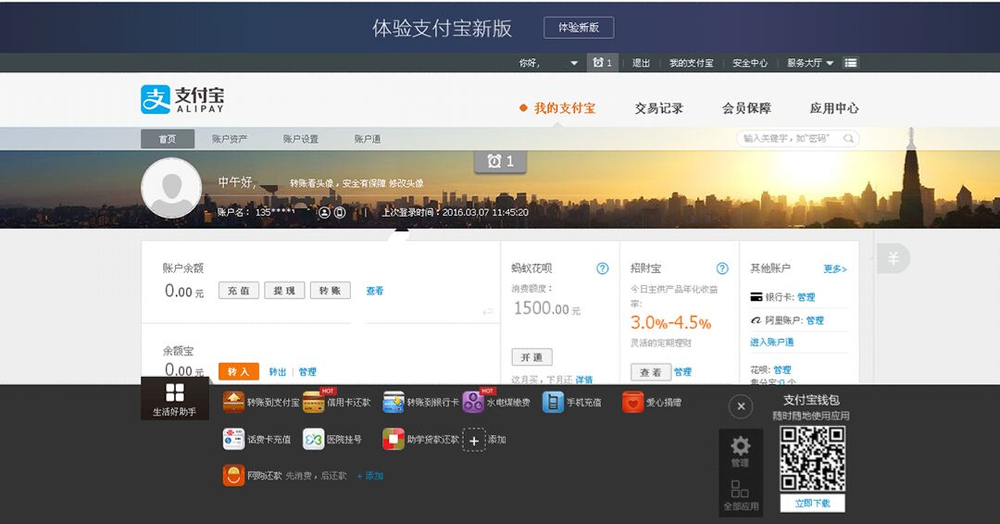 体验支付宝新版 体验新版
你好, 1 退出 我的支付宝 安全中心 服务大厅
支付宝
ALIPAY
我的支付宝 交易记录 会员保障 应用中心
首页 账户资产 账户设置 账户通 输入关键字，如"密码"
1
中午好, 转账看头像，安全有保障 修改头像
账户名： 135**** | 上次登录时间：2016.03.07 11:45:20
账户余额
0.00 元 充 值 提 现 转 账 查看
余额宝
0.00 元 转 入 转出 | 管理
蚂蚁花呗 ?
消费额度：
1500.00 元
开 通
这月买，下月还 详情
招财宝 ?
今日宝供产品年化收益
率：
3.0%-4.5%
灵活的定期理财
查 看 管理
其他账户 更多>
银行卡: 管理
阿里账户: 管理
进入账户通
花呗: 管理
集分宝:0 个
¥
生活好助手
转账到支付宝 HOT 信用卡还款 转账到银行卡 HOT 水电煤缴费 手机充值 爱心捐赠
话费卡充值 医院挂号 助学贷款还款 添加
网购还款 先消费，后还款 + 添加
管理
全部应用
支付宝钱包
随时随地使用应用
立即下载